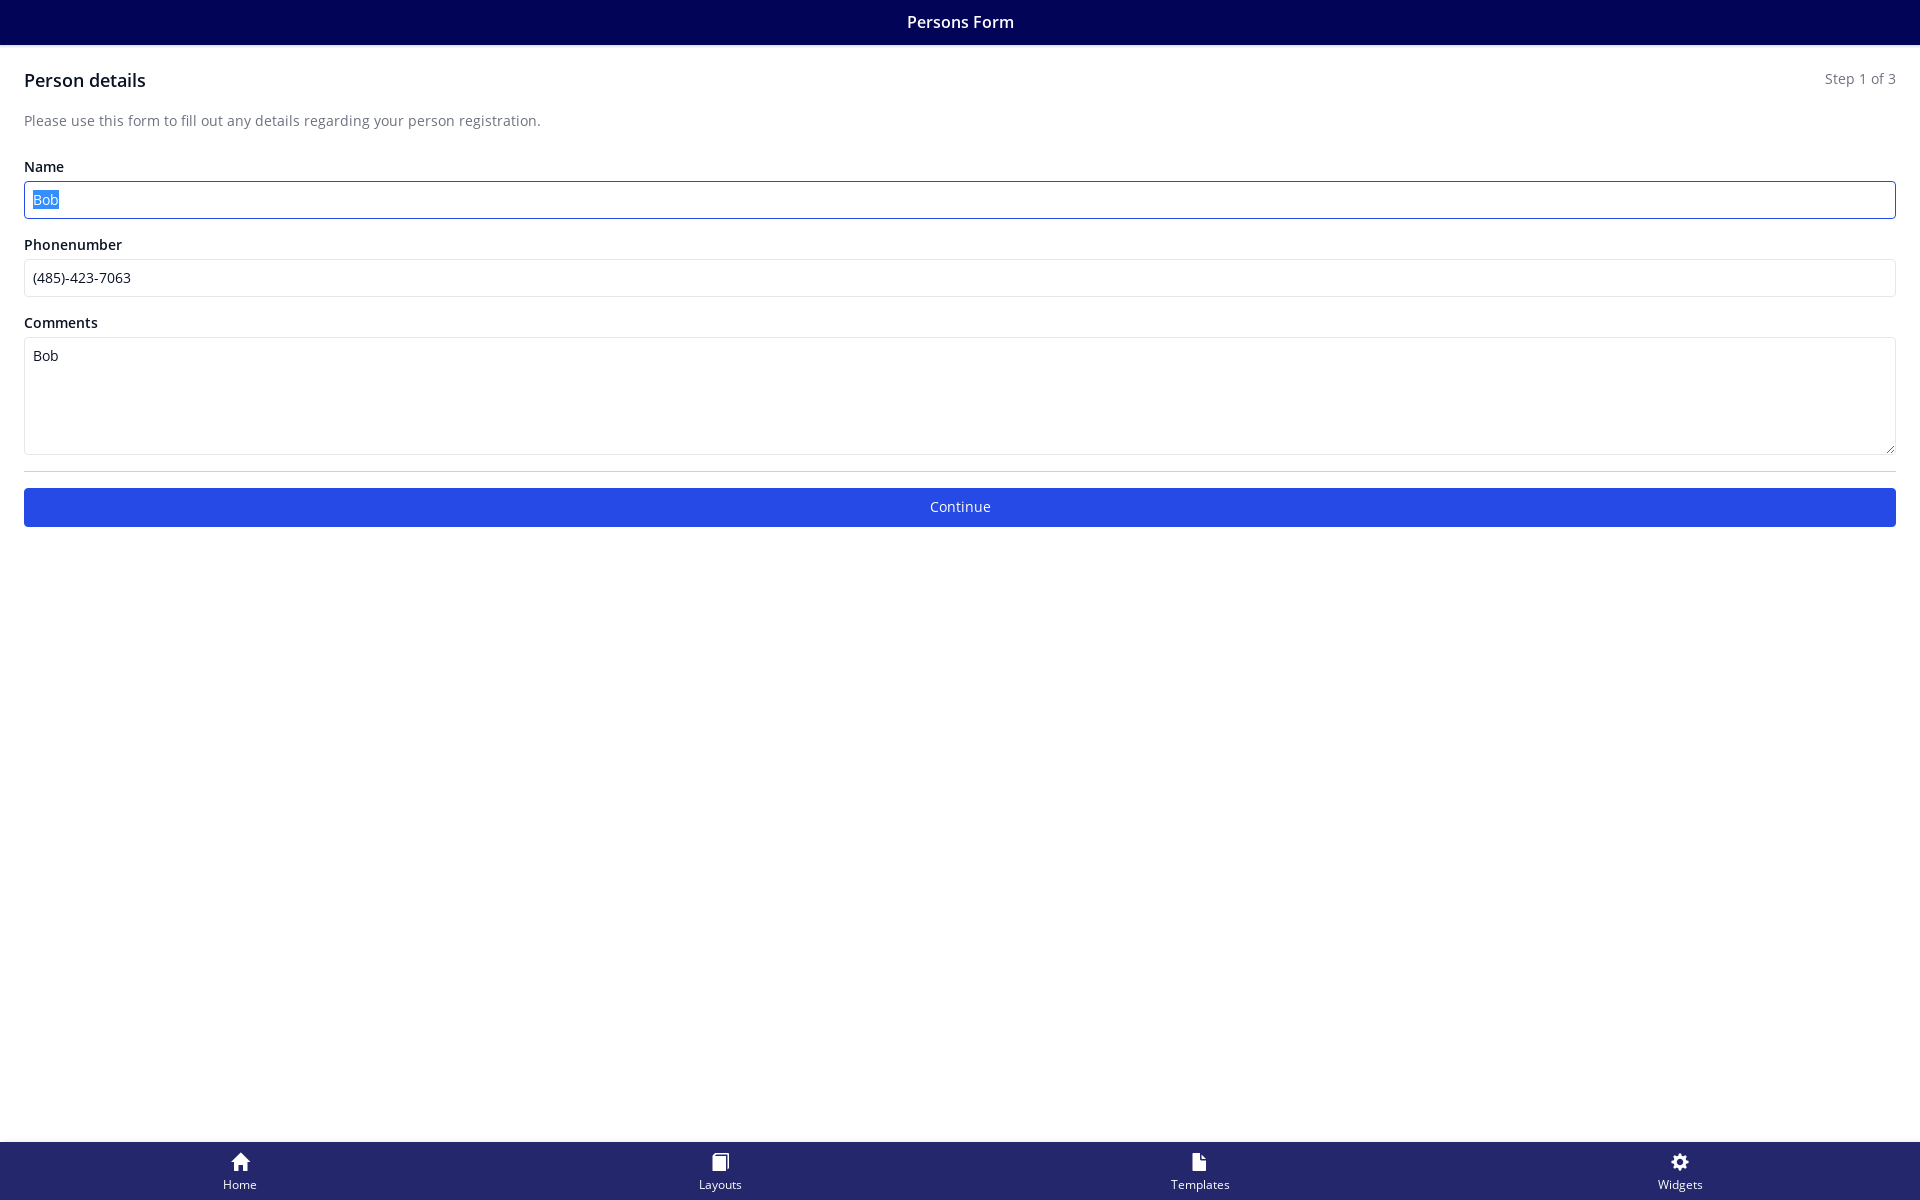 Persons Form
Person details
Step 1 of 3
Please use this form to fill out any details regarding your person registration.
Name
Bob
Phonenumber
(485)-423-7063
Comments
Bob
Continue
Home
Layouts
Templates
Widgets